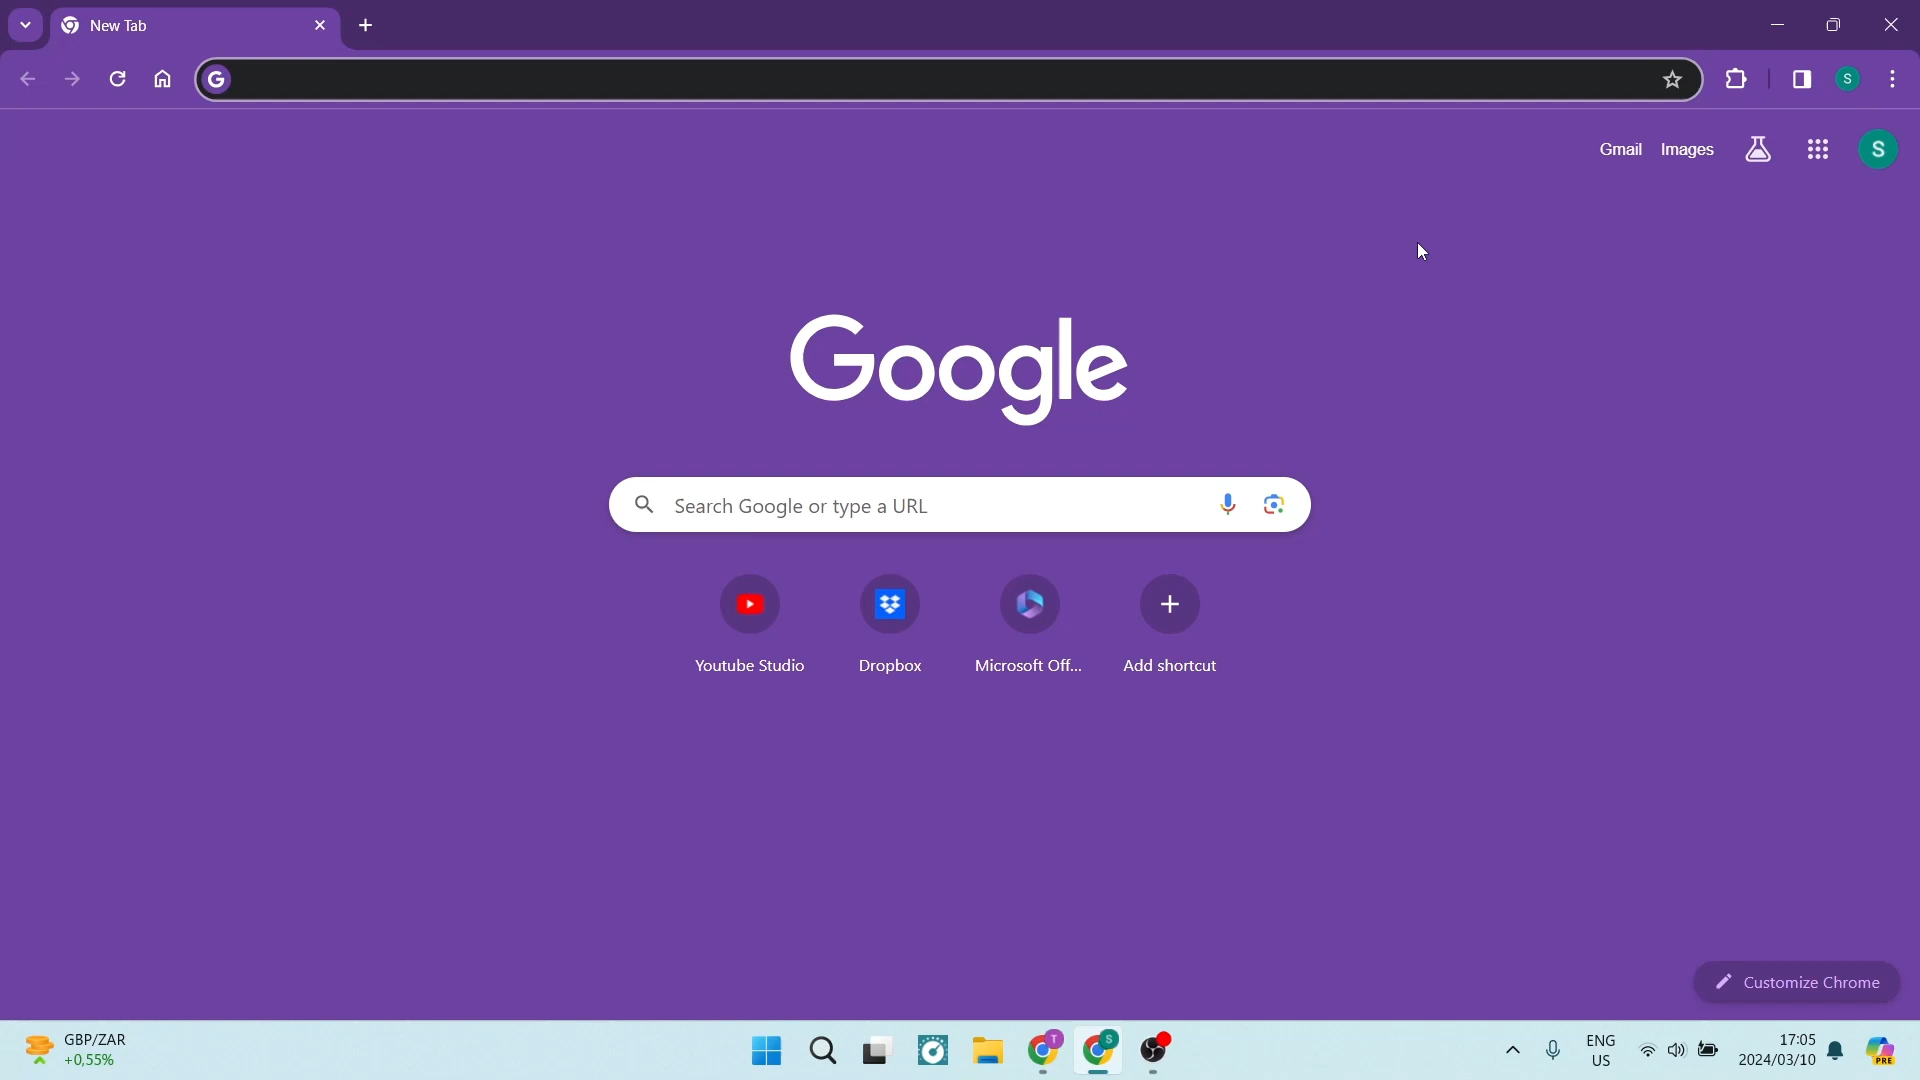 New Tab
G
S
Gmail Images
S
Google
Search Google or type a URL
Youtube Studio
Dropbox
Microsoft Off...
Add shortcut
Customize Chrome
GBP/ZAR
+0,55%
T
S
ENG
US
17:05
2024/03/10
PRE